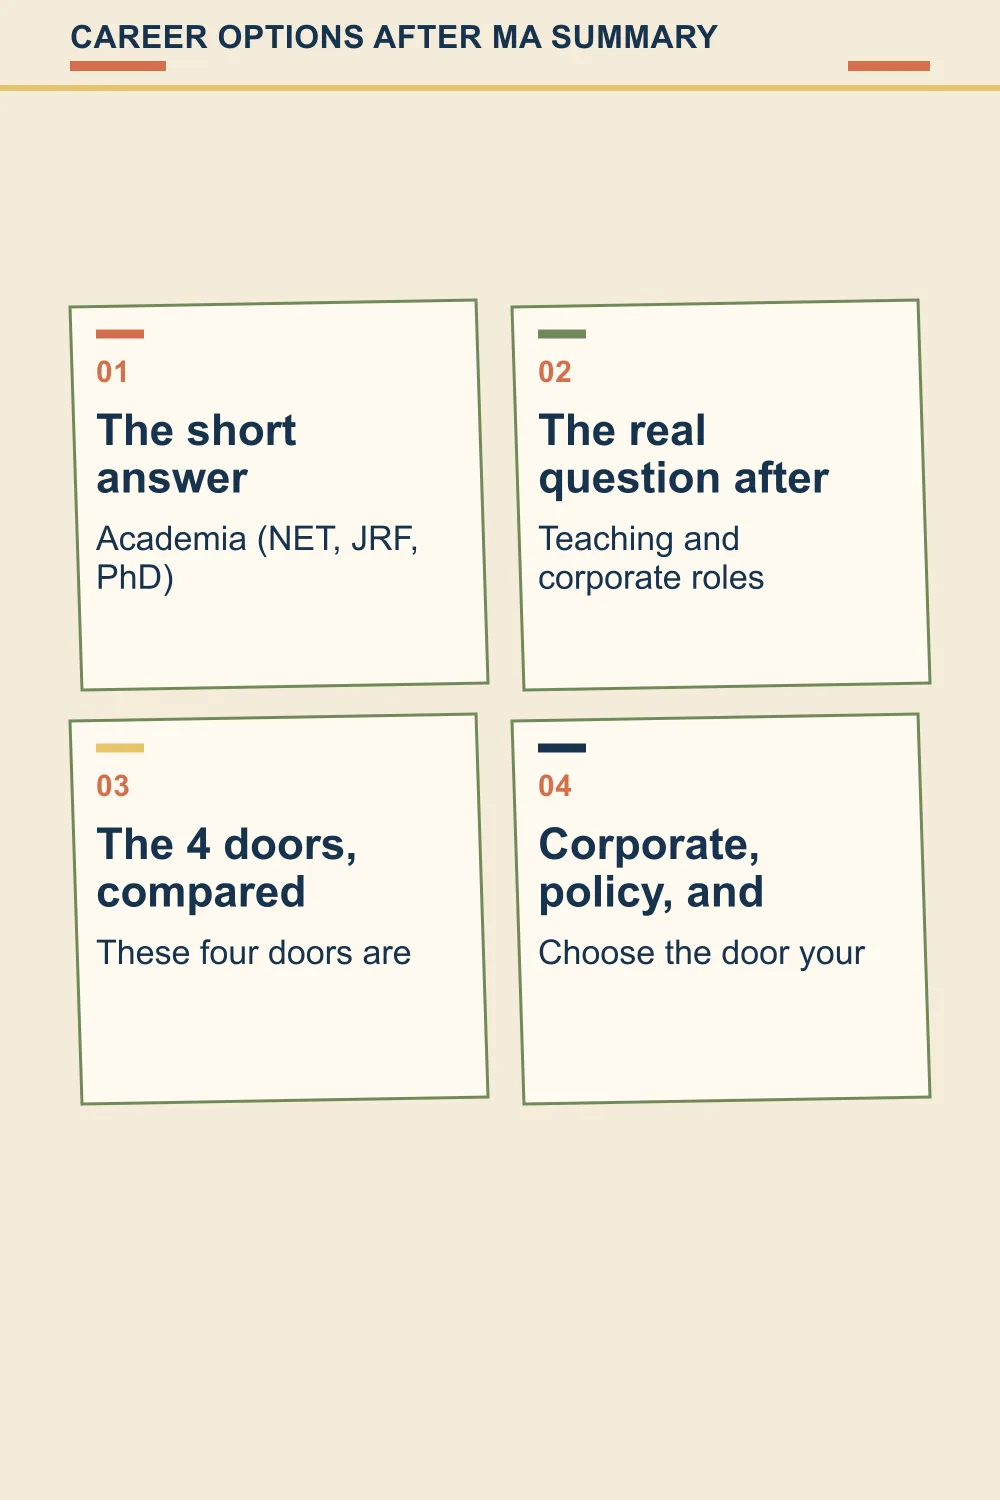 CAREER OPTIONS AFTER MA SUMMARY
01
The short
answer
Academia (NET, JRF,
PhD)
02
The real
question after
Teaching and
corporate roles
03
The 4 doors,
compared
These four doors are
04
Corporate,
policy, and
Choose the door your